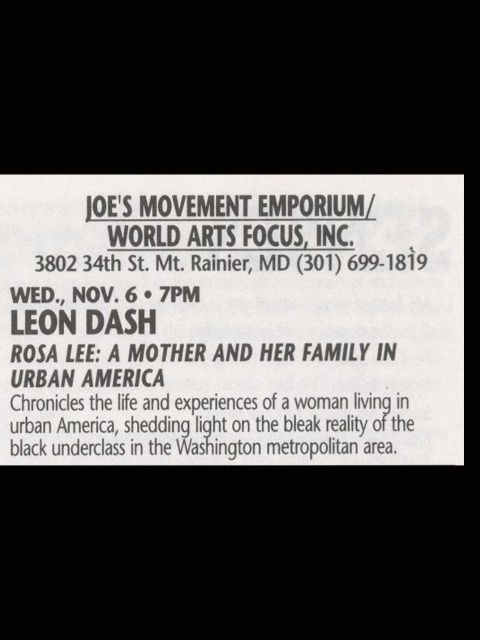 JOE'S MOVEMENT EMPORIUM/
WORLD ARTS FOCUS, INC.
3802 34th St. Mt. Rainier, MD (301) 699-1819
WED., NOV. 6 • 7PM
LEON DASH
ROSA LEE: A MOTHER AND HER FAMILY IN
URBAN AMERICA
Chronicles the life and experiences of a woman living in
urban America, shedding light on the bleak reality of the
black underclass in the Washington metropolitan area.